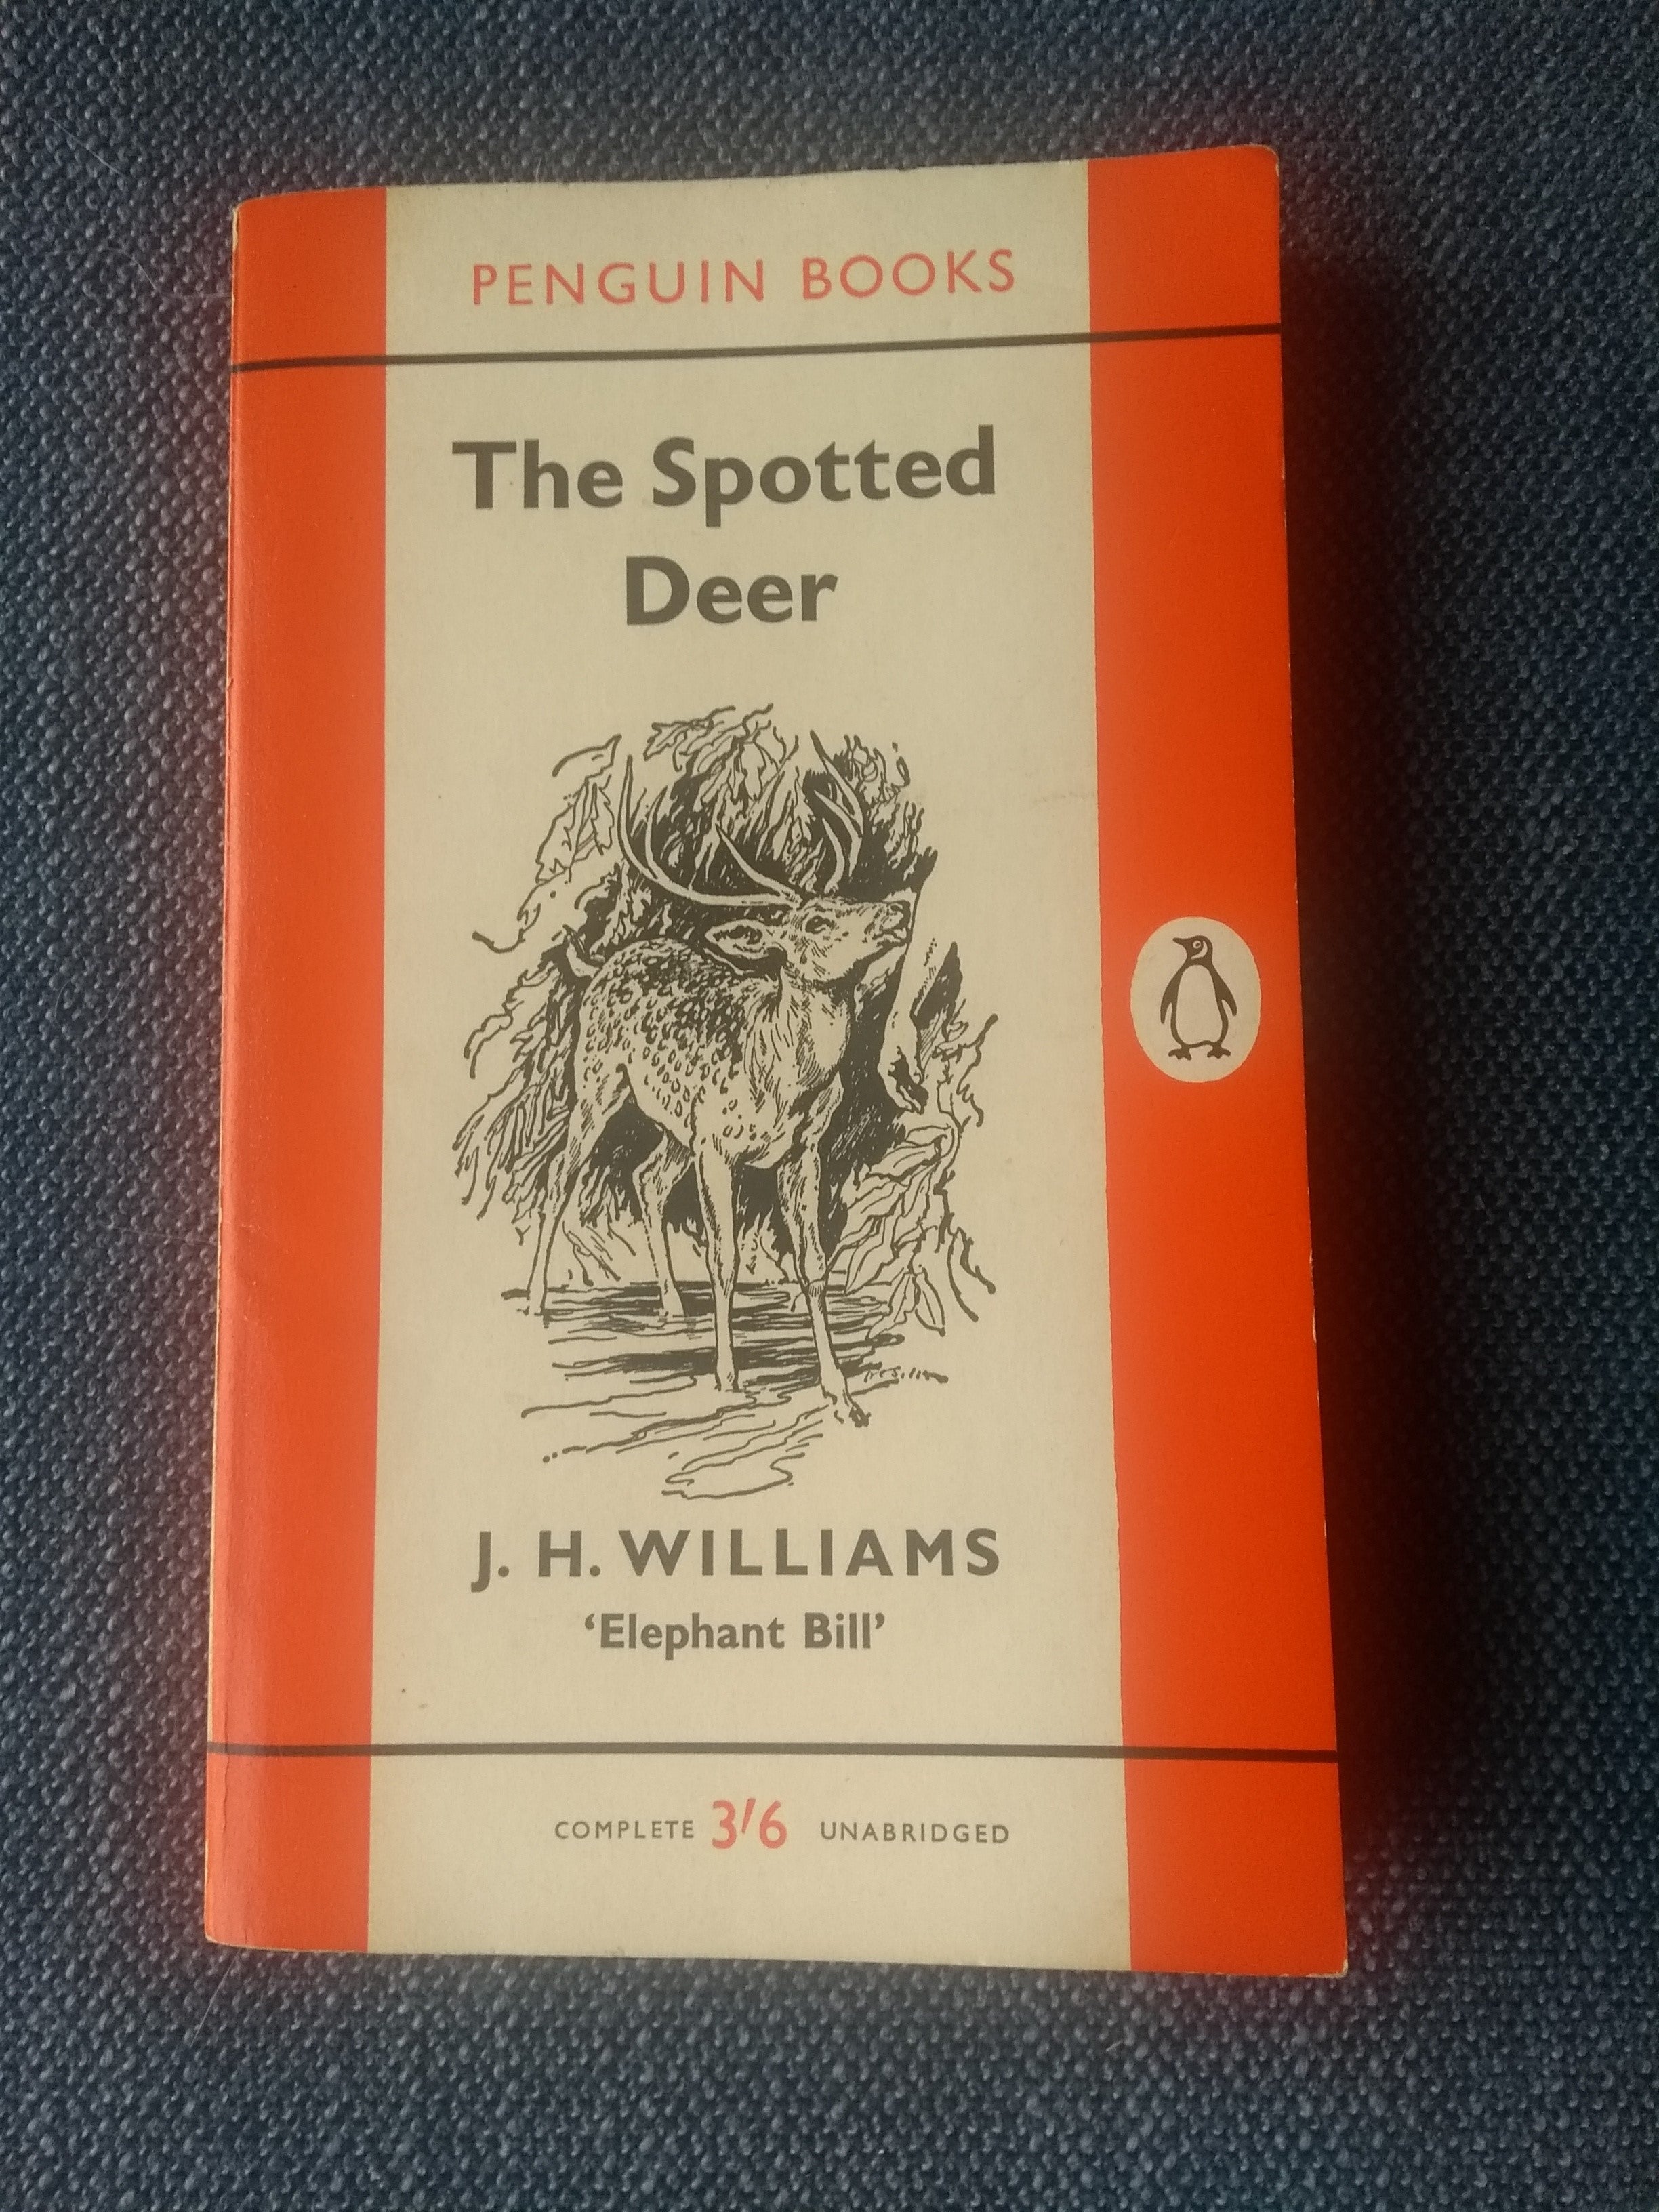 PENGUIN BOOKS
The Spotted
Deer
J. H. WILLIAMS
‘Elephant Bill’
COMPLETE 3'6 UNABRIDGED